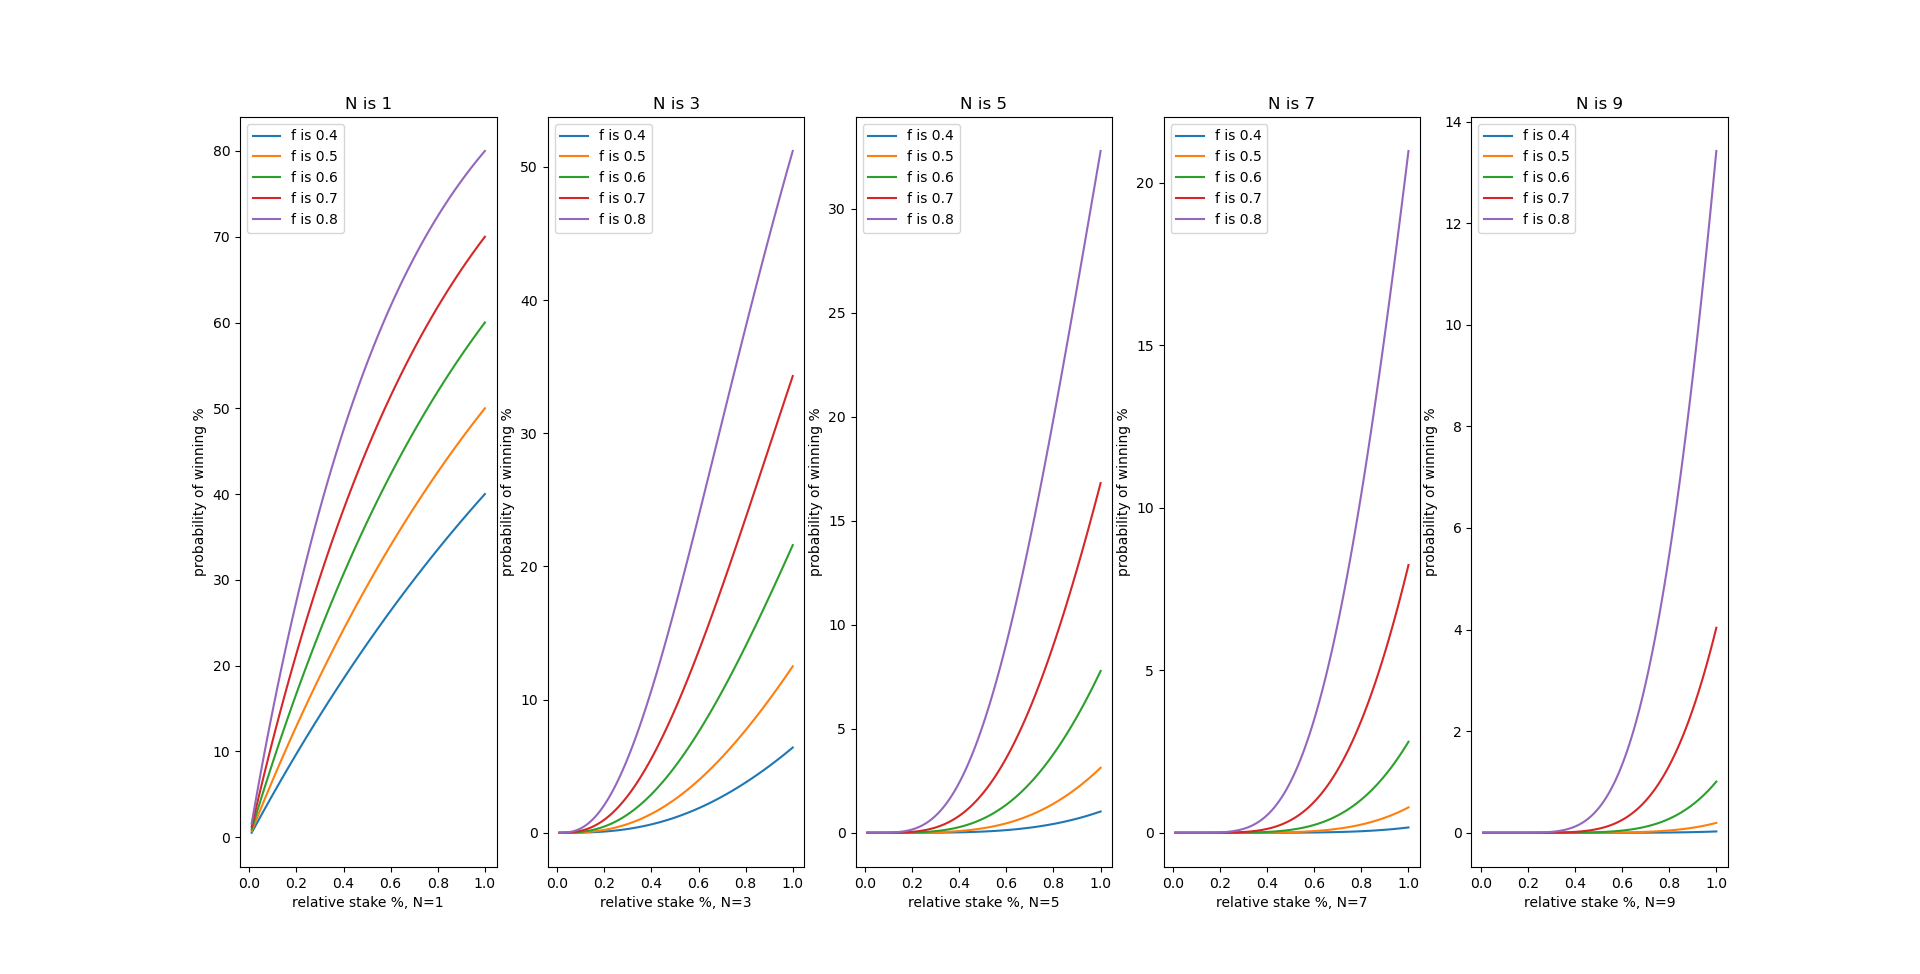 N is 1
f is 0.4
f is 0.5
f is 0.6
f is 0.7
f is 0.8
80
70
60
50
40
30
20
10
0
probability of winning %
0.0 0.2 0.4 0.6 0.8 1.0
relative stake %, N=1
N is 3
f is 0.4
f is 0.5
f is 0.6
f is 0.7
f is 0.8
50
40
30
20
10
0
probability of winning %
0.0 0.2 0.4 0.6 0.8 1.0
relative stake %, N=3
N is 5
f is 0.4
f is 0.5
f is 0.6
f is 0.7
f is 0.8
30
25
20
15
10
5
0
probability of winning %
0.0 0.2 0.4 0.6 0.8 1.0
relative stake %, N=5
N is 7
f is 0.4
f is 0.5
f is 0.6
f is 0.7
f is 0.8
20
15
10
5
0
probability of winning %
0.0 0.2 0.4 0.6 0.8 1.0
relative stake %, N=7
N is 9
f is 0.4
f is 0.5
f is 0.6
f is 0.7
f is 0.8
14
12
10
8
6
4
2
0
probability of winning %
0.0 0.2 0.4 0.6 0.8 1.0
relative stake %, N=9